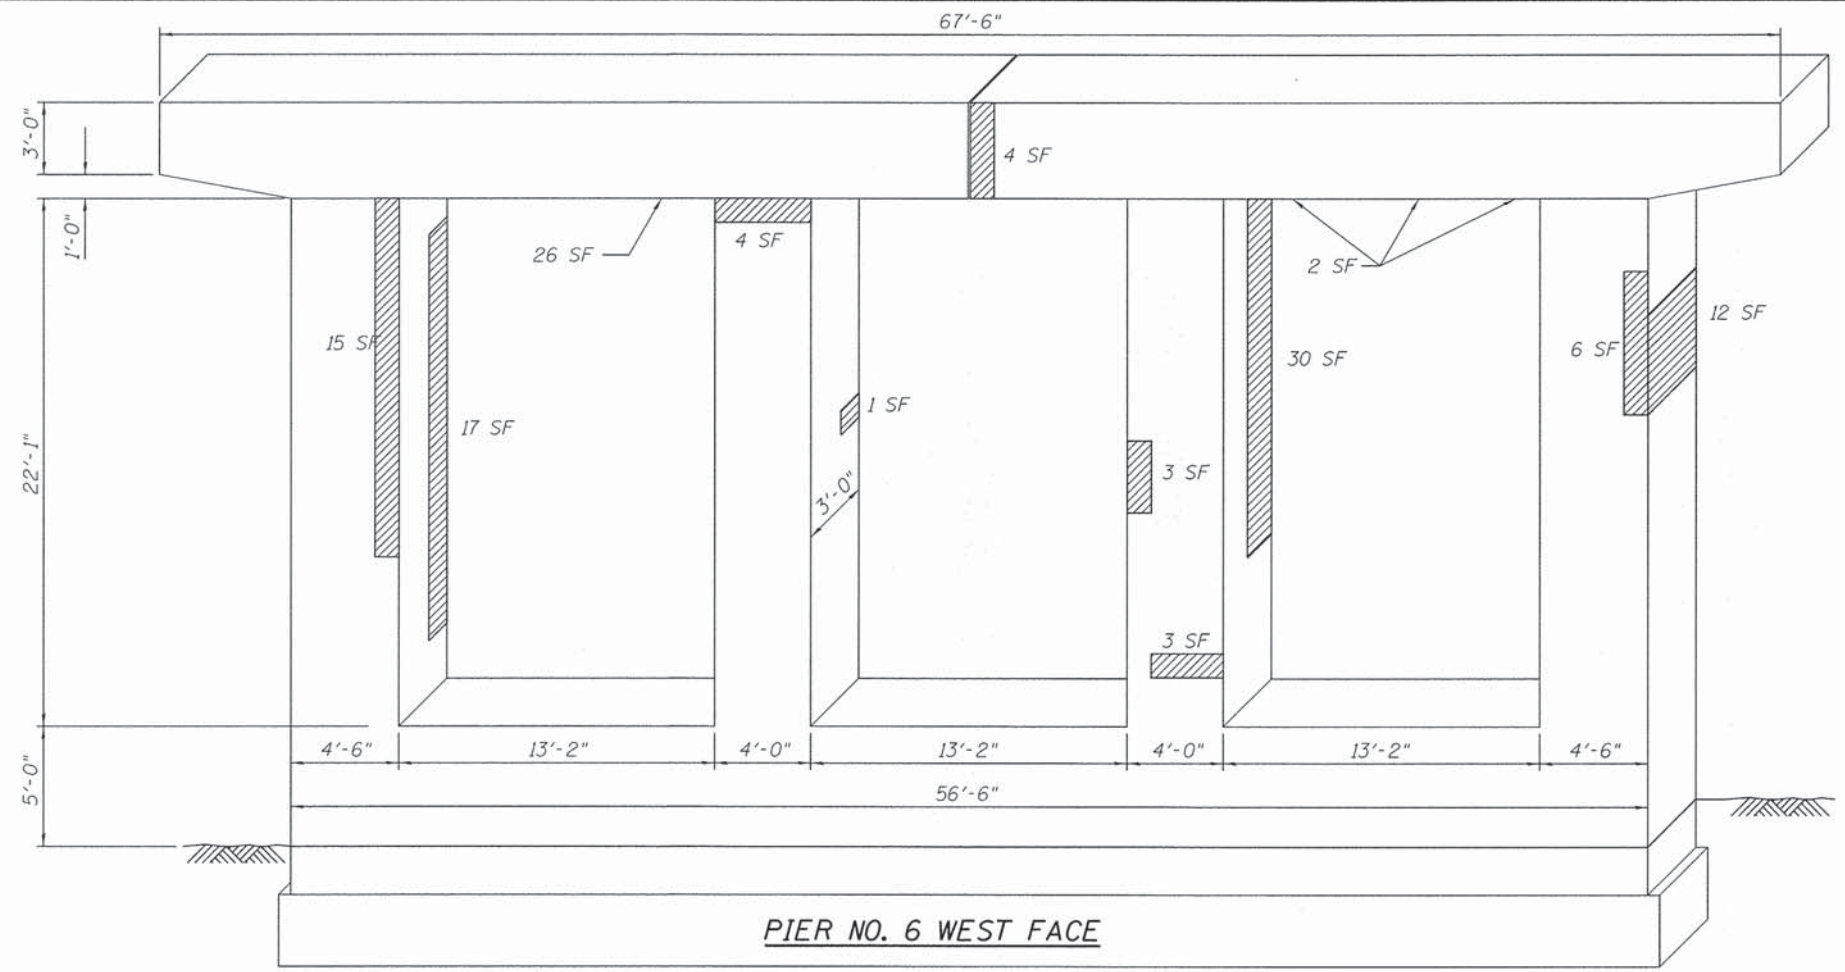 67'-6"
3'-0"
1'-0"
4 SF
26 SF
4 SF
2 SF
15 SF
17 SF
1 SF
3'-0"
3 SF
30 SF
6 SF
12 SF
22'-1"
3 SF
4'-6"
13'-2"
4'-0"
13'-2"
4'-0"
13'-2"
4'-6"
5'-0"
56'-6"
PIER NO. 6 WEST FACE